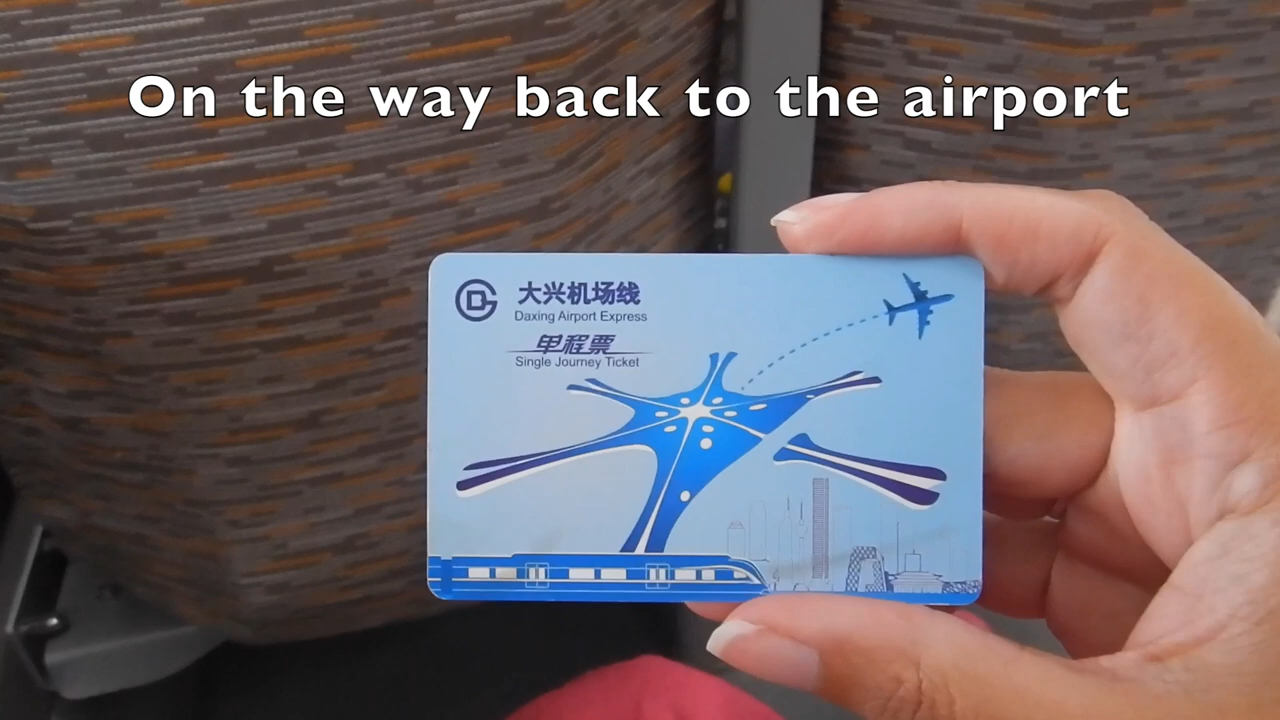 On the way back to the airport
大兴机场线
Daxing Airport Express
单程票
Single Journey Ticket